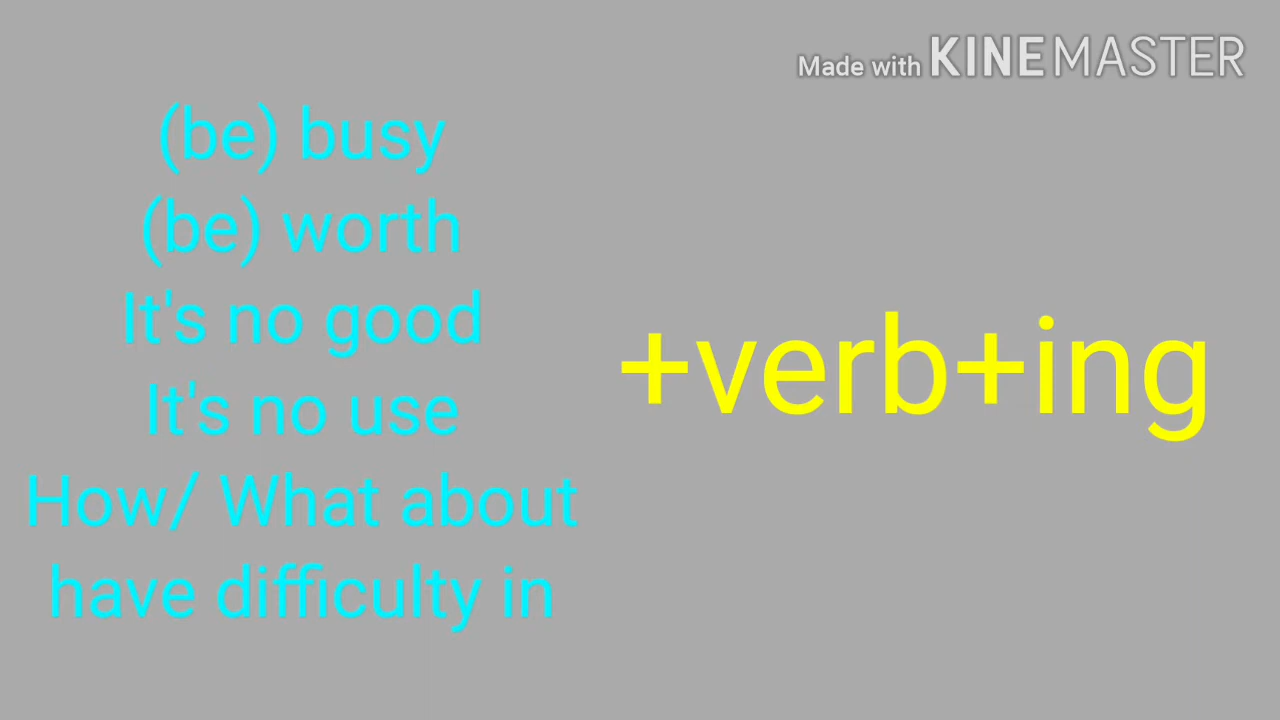 Made with KINEMASTER
(be) busy
(be) worth
It's no good
It's no use
How/ What about
have difficulty in
+verb+ing